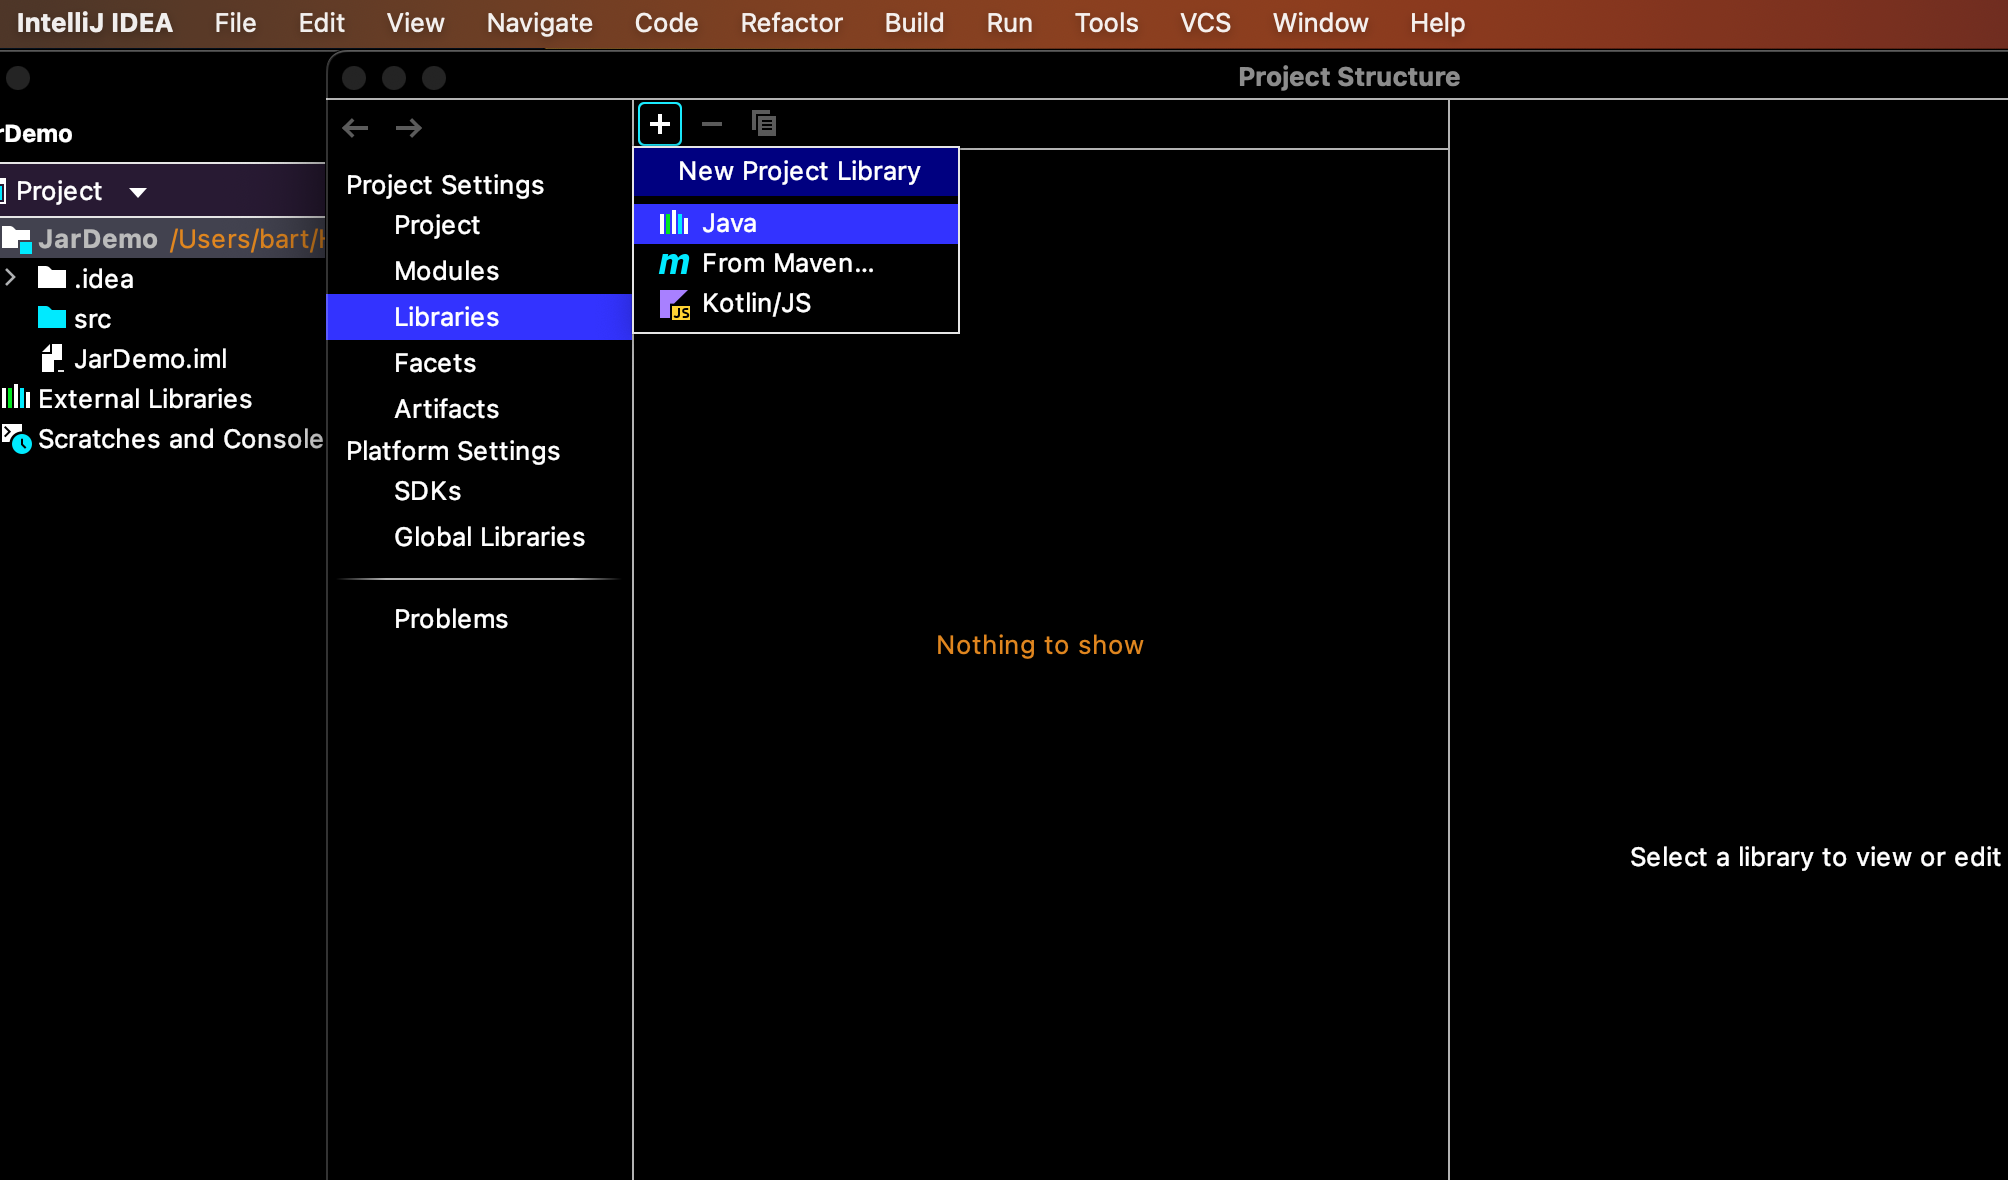 IntelliJ IDEA File Edit View Navigate Code Refactor Build Run Tools VCS Window Help
Project Structure
rDemo
Project
JarDemo /Users/bart/
.idea
src
JarDemo.iml
External Libraries
Scratches and Console
Project Settings
Project
Modules
Libraries
Facets
Artifacts
Platform Settings
SDKs
Global Libraries
Problems
New Project Library
Java
From Maven...
JS Kotlin/JS
Nothing to show
Select a library to view or edit